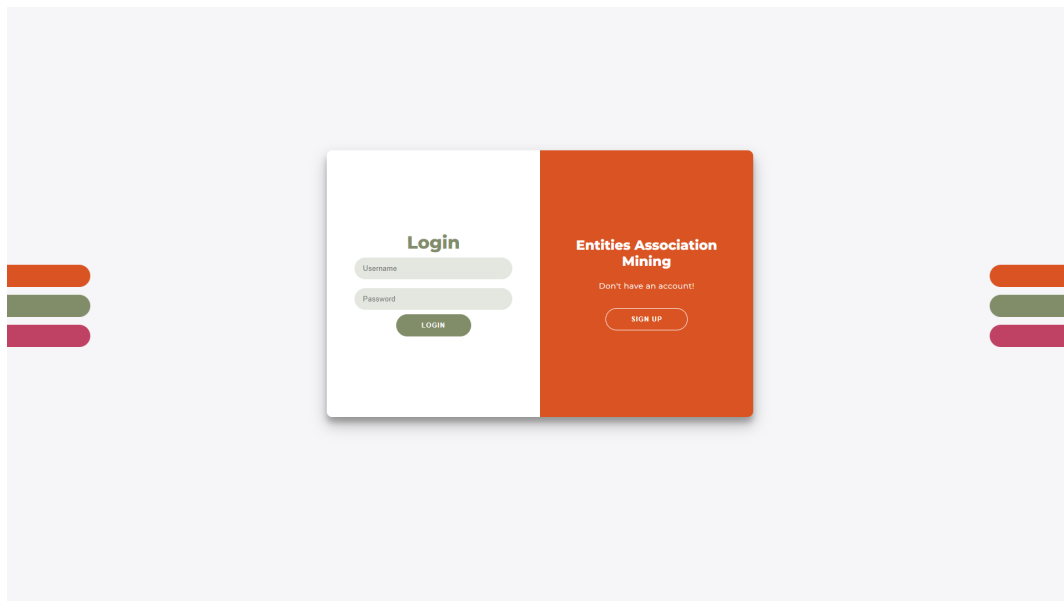 Login
Username
Password
LOGIN
Entities Association
Mining
Don't have an account!
SIGN UP